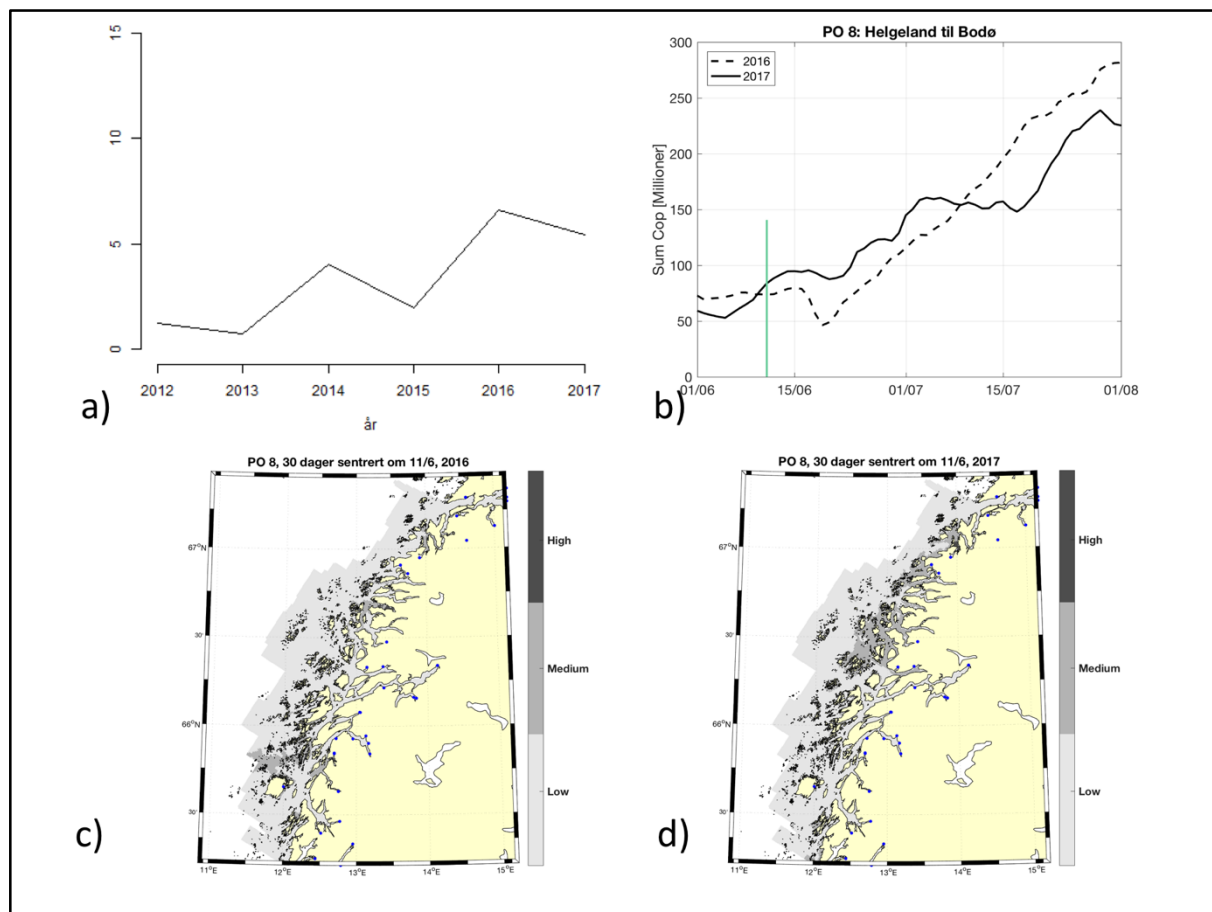 15
10
5
0
2012 2013 2014 2015 2016 2017
år
a)
PO 8: Helgeland til Bodø
2016
2017
Sum Cop [Millioner]
300
250
200
150
100
50
0
01/06 15/06 01/07 15/07 01/08
b)
PO 8, 30 dager sentrert om 11/6, 2016
High
Medium
Low
67°N
30'
66°N
30'
11°E 12°E 13°E 14°E 15°E
c)
PO 8, 30 dager sentrert om 11/6, 2017
High
Medium
Low
67°N
30'
66°N
30'
11°E 12°E 13°E 14°E 15°E
d)